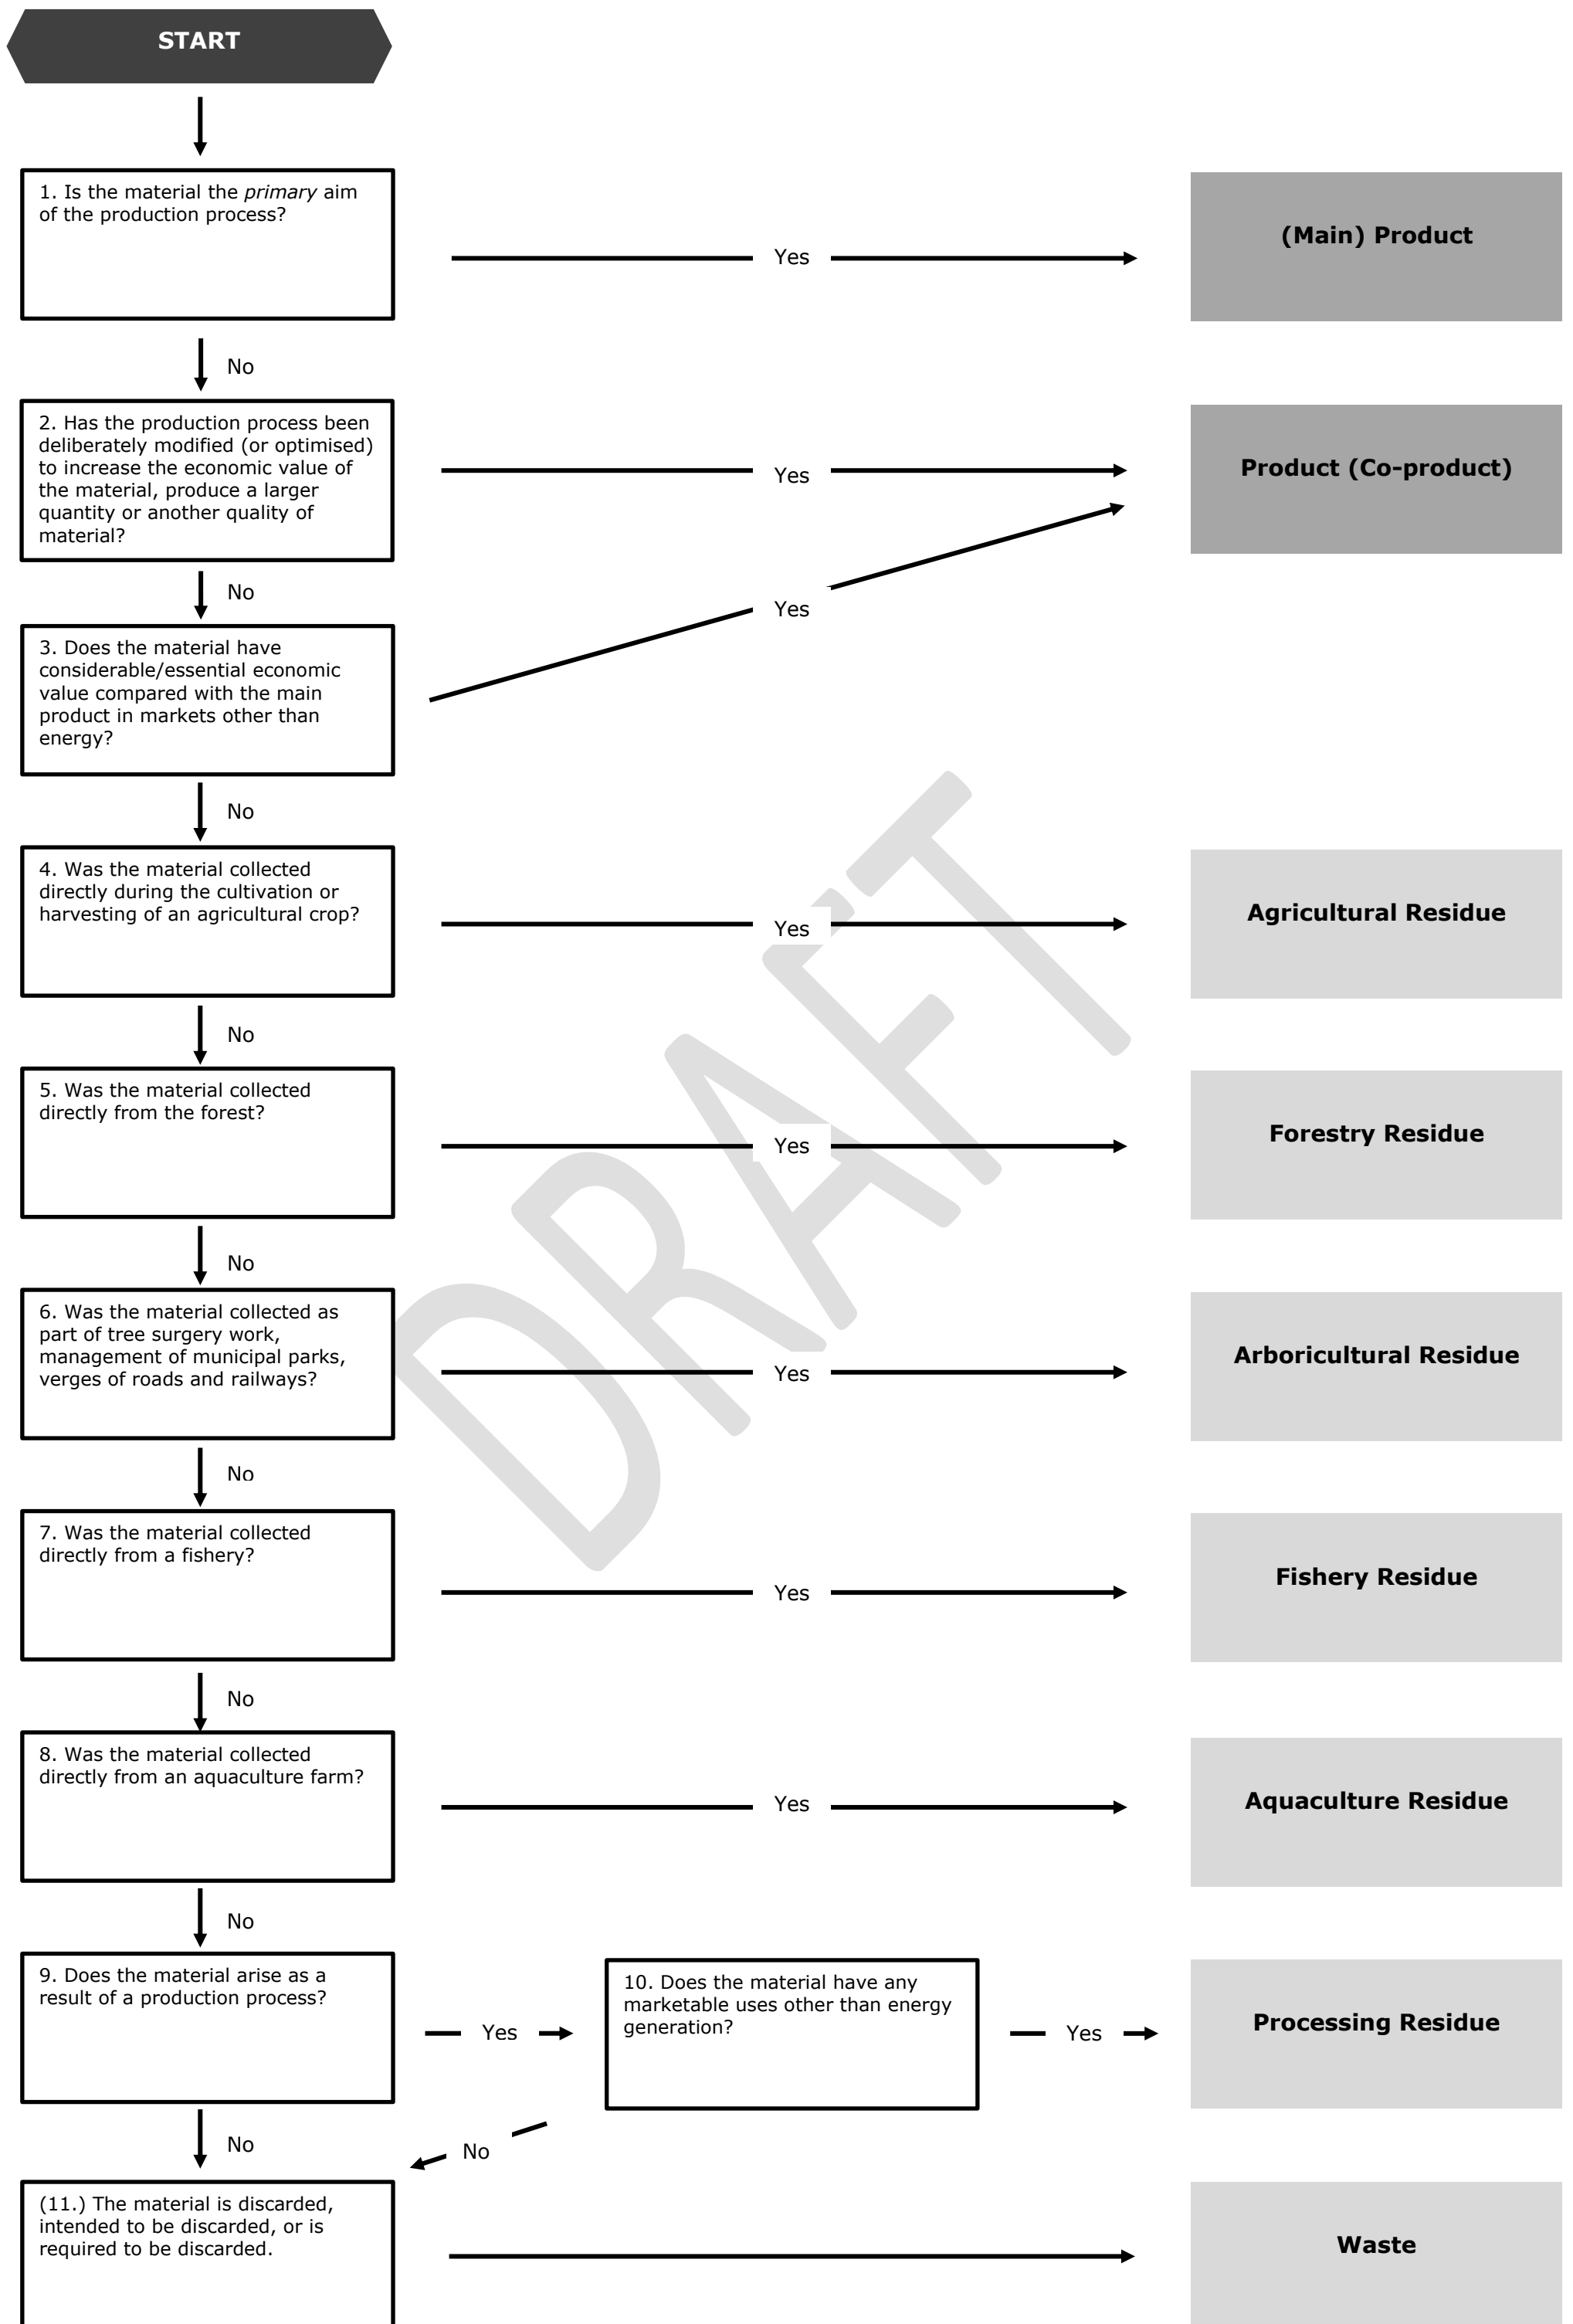 START
1. Is the material the primary aim
of the production process?
Yes
(Main) Product
No
2. Has the production process been
deliberately modified (or optimised)
to increase the economic value of
the material, produce a larger
quantity or another quality of
material?
Yes
Product (Co-product)
No
3. Does the material have
considerable/essential economic
value compared with the main
product in markets other than
energy?
Yes
No
4. Was the material collected
directly during the cultivation or
harvesting of an agricultural crop?
Yes
Agricultural Residue
No
5. Was the material collected
directly from the forest?
Yes
Forestry Residue
No
6. Was the material collected as
part of tree surgery work,
management of municipal parks,
verges of roads and railways?
Yes
Arboricultural Residue
No
7. Was the material collected
directly from a fishery?
Yes
Fishery Residue
No
8. Was the material collected
directly from an aquaculture farm?
Yes
Aquaculture Residue
No
9. Does the material arise as a
result of a production process?
Yes
10. Does the material have any
marketable uses other than energy
generation?
Yes
Processing Residue
No
No
(11.) The material is discarded,
intended to be discarded, or is
required to be discarded.
Waste
DRAFT